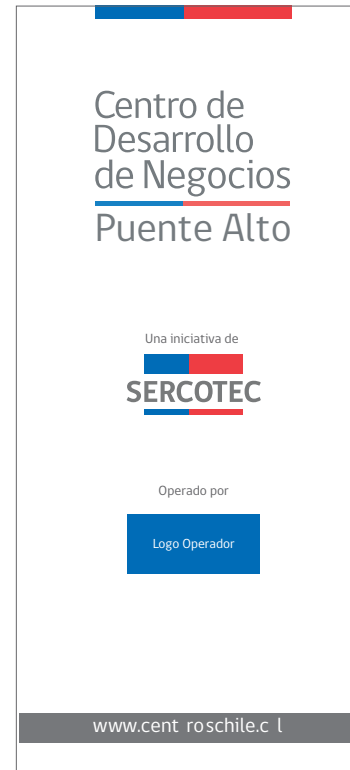 Centro de
Desarrollo
de Negocios
Puente Alto
Una iniciativa de
SERCOTEC
Operado por
Logo Operador
www.cent roschile.c l